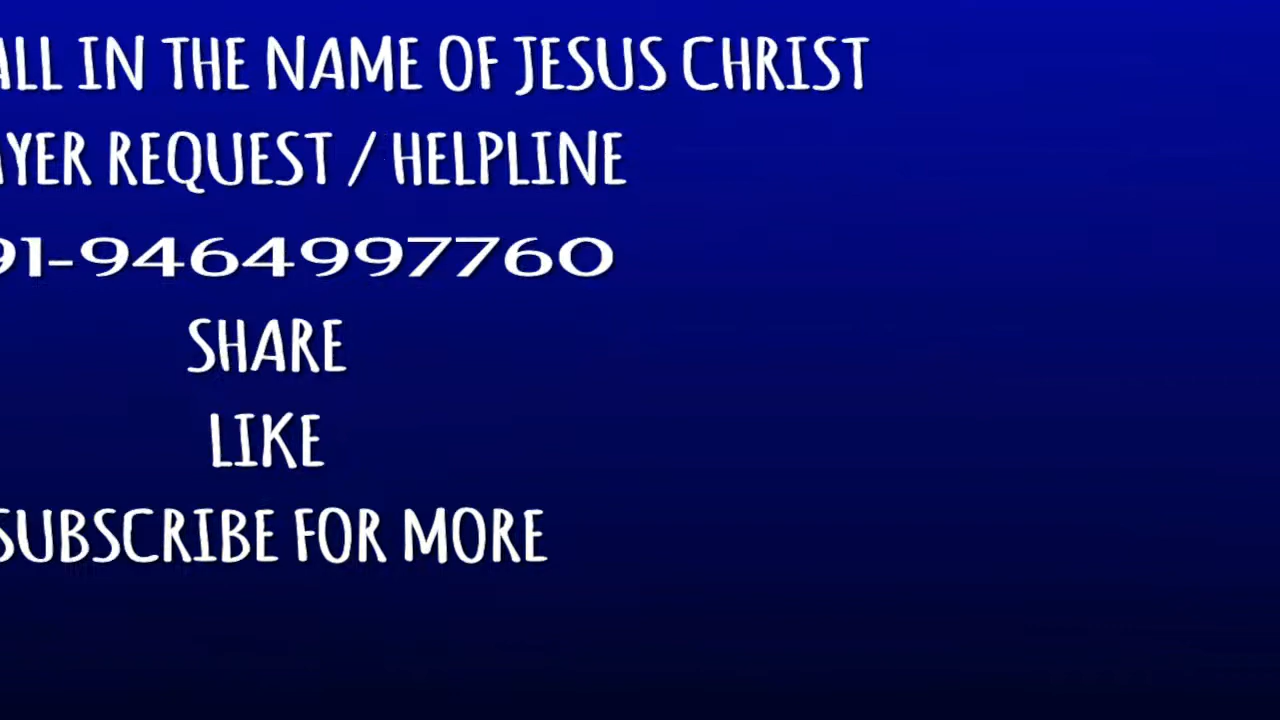 ALL IN THE NAME OF JESUS CHRIST
YER REQUEST / HELPLINE
91-9464997760
SHARE
LIKE
SUBSCRIBE FOR MORE